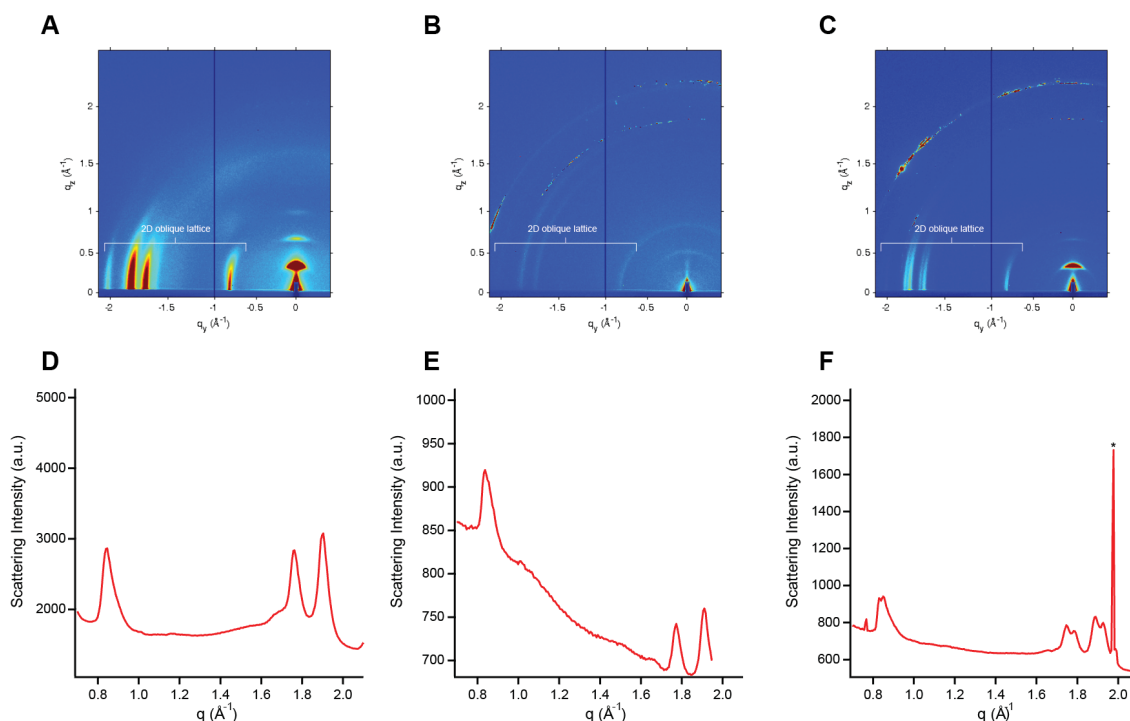 A
B
C
2
1.5
1
0.5
0
q_z (Å⁻¹)
2D oblique lattice
-2
-1.5
-1
-0.5
0
q_y (Å⁻¹)
2
1.5
1
0.5
0
q_z (Å⁻¹)
2D oblique lattice
-2
-1.5
-1
-0.5
0
q_y (Å⁻¹)
2
1.5
1
0.5
0
q_z (Å⁻¹)
2D oblique lattice
-2
-1.5
-1
-0.5
0
q_y (Å⁻¹)
D
E
F
5000
4000
3000
2000
Scattering Intensity (a.u.)
0.8 1.0 1.2 1.4 1.6 1.8 2.0
q (Å⁻¹)
1000
950
900
850
800
750
700
Scattering Intensity (a.u.)
0.8 1.0 1.2 1.4 1.6 1.8 2.0
q (Å⁻¹)
2000
1800
1600
1400
1200
1000
800
600
Scattering Intensity (a.u.)
*
0.8 1.0 1.2 1.4 1.6 1.8 2.0
q (Å)¹